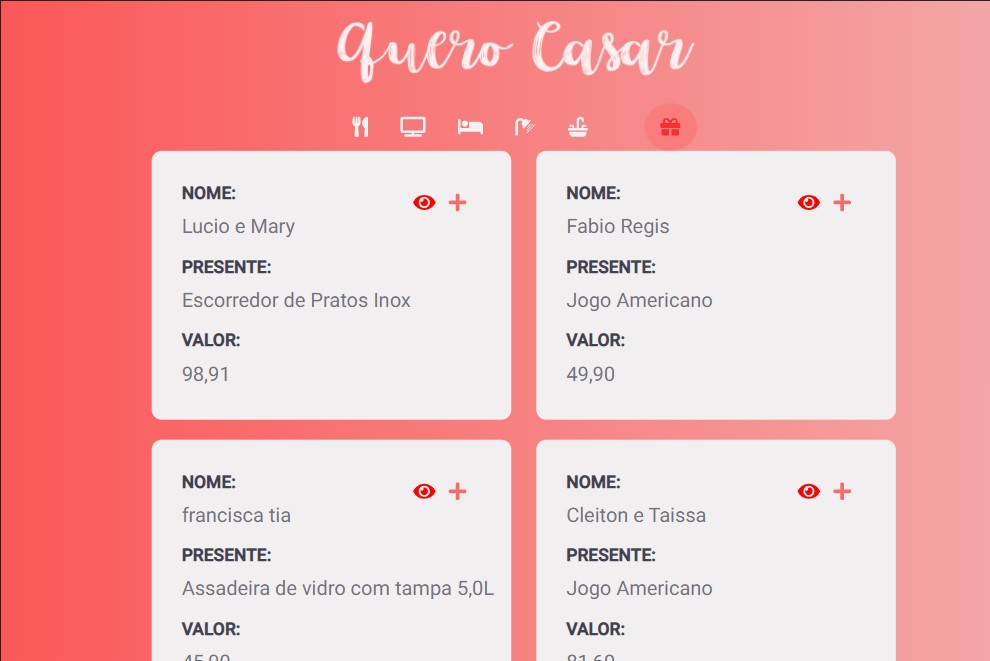 Quero Casar
NOME:
Lucio e Mary
PRESENTE:
Escorredor de Pratos Inox
VALOR:
98,91
NOME:
Fabio Regis
PRESENTE:
Jogo Americano
VALOR:
49,90
NOME:
francisca tia
PRESENTE:
Assadeira de vidro com tampa 5,0L
VALOR:
NOME:
Cleiton e Taissa
PRESENTE:
Jogo Americano
VALOR: